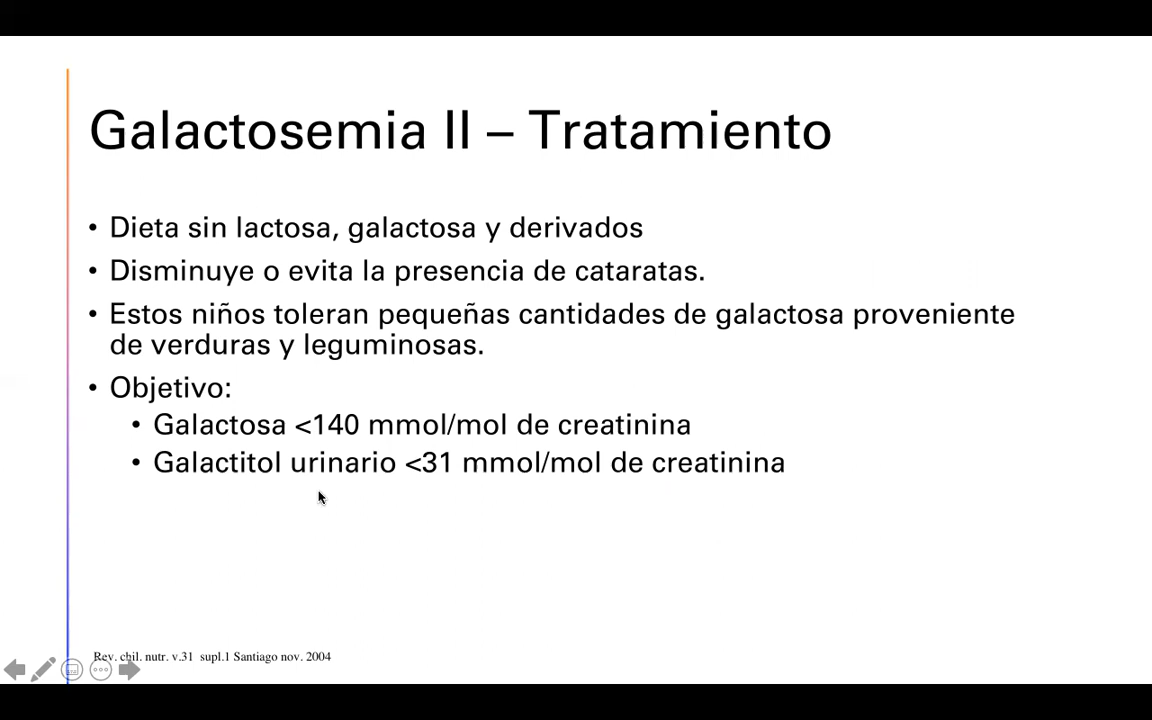 Galactosemia II – Tratamiento
• Dieta sin lactosa, galactosa y derivados
• Disminuye o evita la presencia de cataratas.
• Estos niños toleran pequeñas cantidades de galactosa proveniente
de verduras y leguminosas.
• Objetivo:
• Galactosa <140 mmol/mol de creatinina
• Galactitol urinario <31 mmol/mol de creatinina
Rev. chil. nutr. v.31 supl.1 Santiago nov. 2004